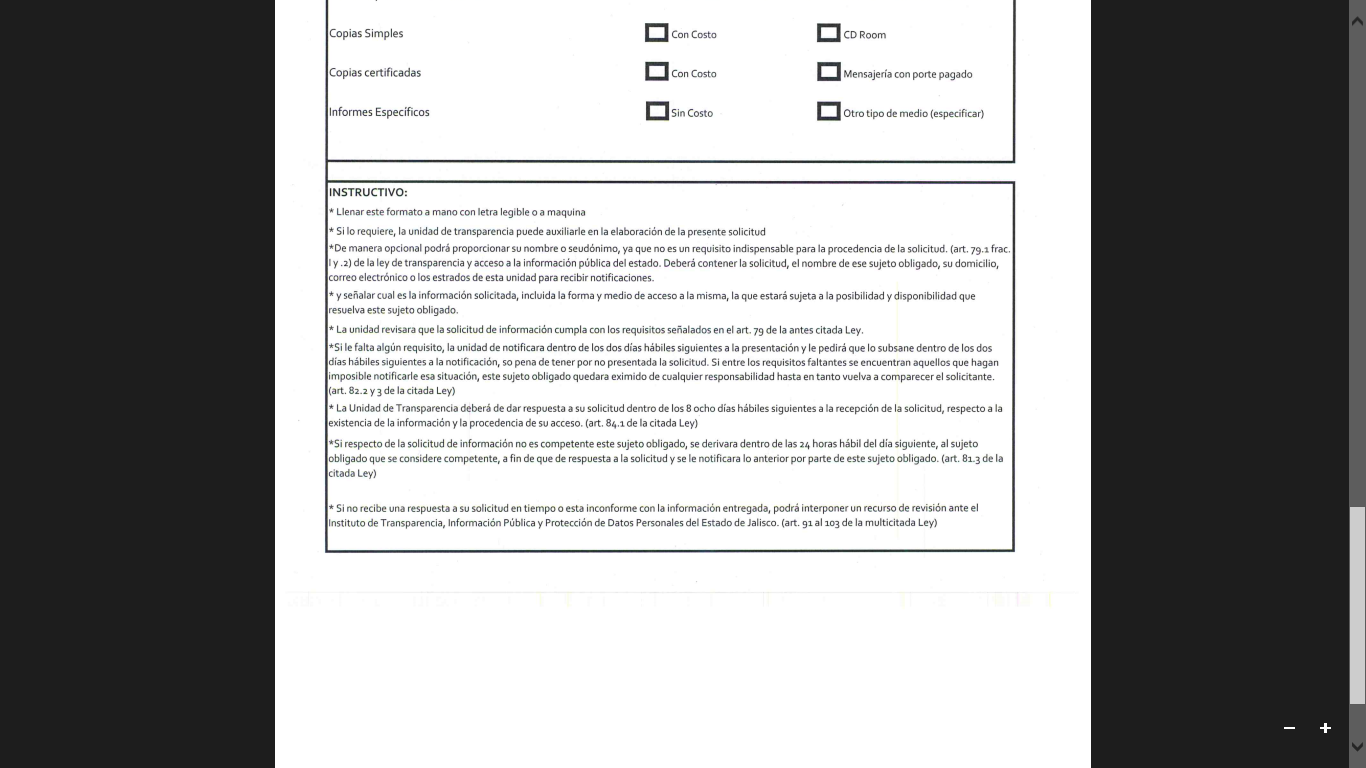 Copias Simples Con Costo CD Room
Copias certificadas Con Costo Mensajería con porte pagado
Informes Específicos Sin Costo Otro tipo de medio (especificar)
INSTRUCTIVO:
* Llenar este formato a mano con letra legible o a maquina
* Si lo requiere, la unidad de transparencia puede auxiliarle en la elaboración de la presente solicitud
*De manera opcional podrá proporcionar su nombre o seudónimo, ya que no es un requisito indispensable para la procedencia de la solicitud. (art. 79.1 frac.
I y .2) de la ley de transparencia y acceso a la información pública del estado. Deberá contener la solicitud, el nombre de ese sujeto obligado, su domicilio,
correo electrónico o los estrados de esta unidad para recibir notificaciones.
* y señalar cual es la información solicitada, incluida la forma y medio de acceso a la misma, la que estará sujeta a la posibilidad y disponibilidad que
resuelva este sujeto obligado.
* La unidad revisara que la solicitud de información cumpla con los requisitos señalados en el art. 79 de la antes citada Ley.
*Si le falta algún requisito, la unidad de notificara dentro de los dos días hábiles siguientes a la presentación y le pedirá que lo subsane dentro de los dos
días hábiles siguientes a la notificación, so pena de tener por no presentada la solicitud. Si entre los requisitos faltantes se encuentran aquellos que hagan
imposible notificarle esa situación, este sujeto obligado quedara eximido de cualquier responsabilidad hasta en tanto vuelva a comparecer el solicitante.
(art. 82.2 y 3 de la citada Ley)
* La Unidad de Transparencia deberá de dar respuesta a su solicitud dentro de los 8 ocho días hábiles siguientes a la recepción de la solicitud, respecto a la
existencia de la información y la procedencia de su acceso. (art. 84.1 de la citada Ley)
*Si respecto de la solicitud de información no es competente este sujeto obligado, se derivara dentro de las 24 horas hábil del día siguiente, al sujeto
obligado que se considere competente, a fin de que de respuesta a la solicitud y se le notificara lo anterior por parte de este sujeto obligado. (art. 81.3 de la
citada Ley)
* Si no recibe una respuesta a su solicitud en tiempo o esta inconforme con la información entregada, podrá interponer un recurso de revisión ante el
Instituto de Transparencia, Información Pública y Protección de Datos Personales del Estado de Jalisco. (art. 91 al 103 de la multicitada Ley)